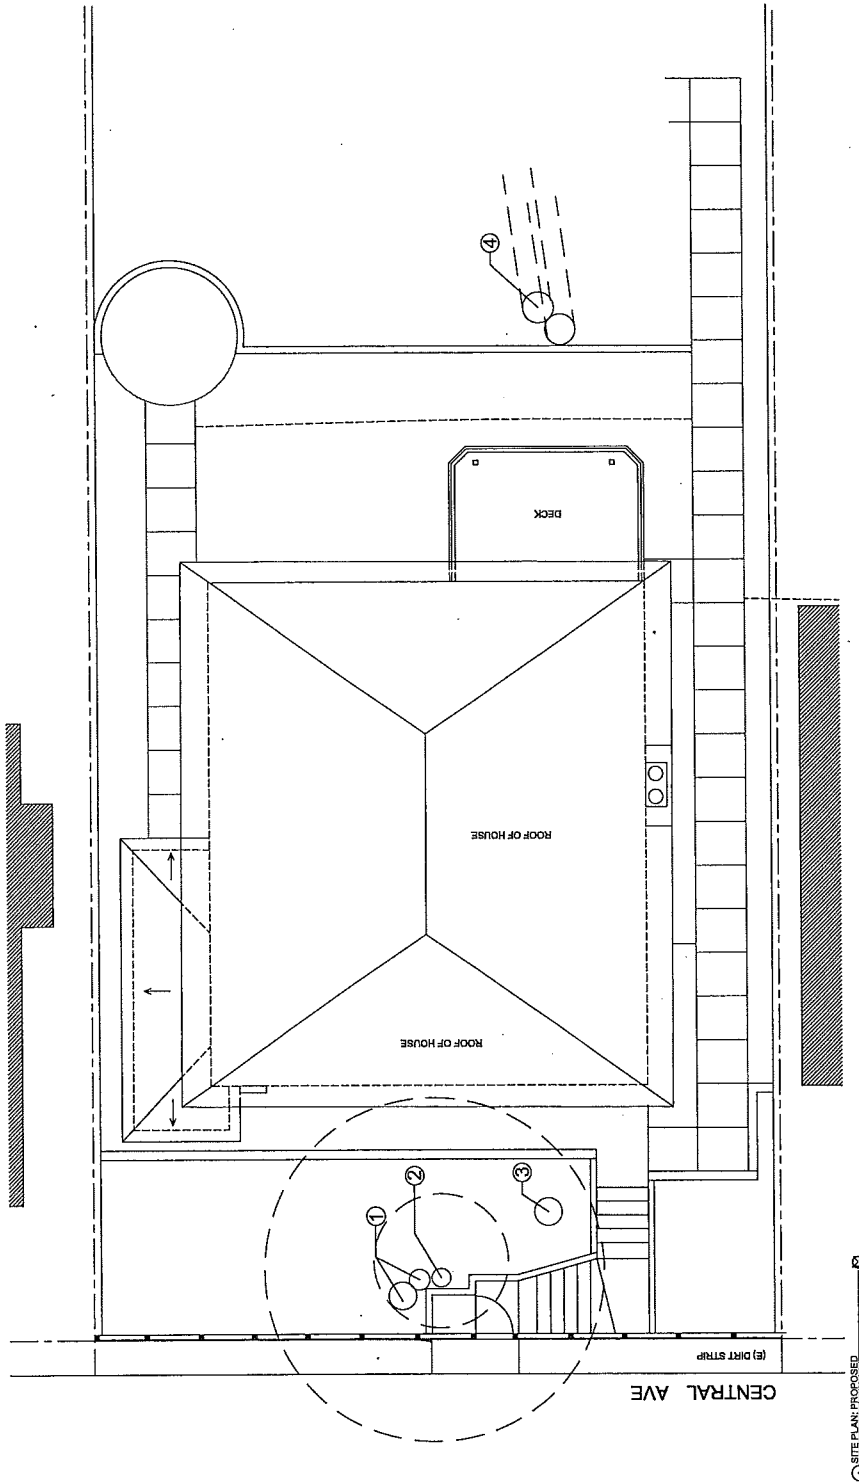 ④
DECK
ROOF OF HOUSE
ROOF OF HOUSE
②
③
①
(E) DIRT STRIP
CENTRAL AVE
SITE PLAN: PROPOSED